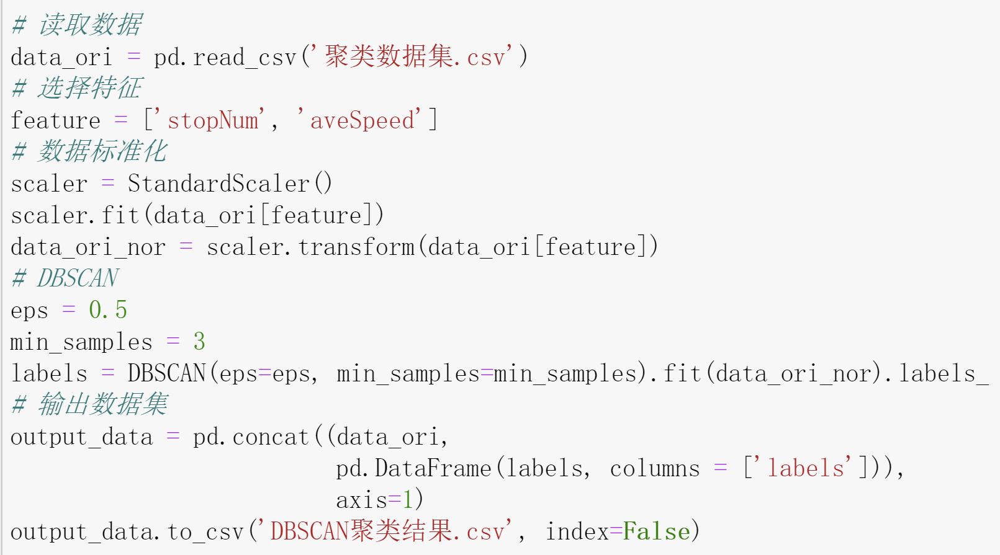 # 读取数据
data_ori = pd.read_csv('聚类数据集.csv')
# 选择特征
feature = ['stopNum', 'aveSpeed']
# 数据标准化
scaler = StandardScaler()
scaler.fit(data_ori[feature])
data_ori_nor = scaler.transform(data_ori[feature])
# DBSCAN
eps = 0.5
min_samples = 3
labels = DBSCAN(eps=eps, min_samples=min_samples).fit(data_ori_nor).labels_
# 输出数据集
output_data = pd.concat((data_ori,
                         pd.DataFrame(labels, columns = ['labels'])),
                         axis=1)
output_data.to_csv('DBSCAN聚类结果.csv', index=False)